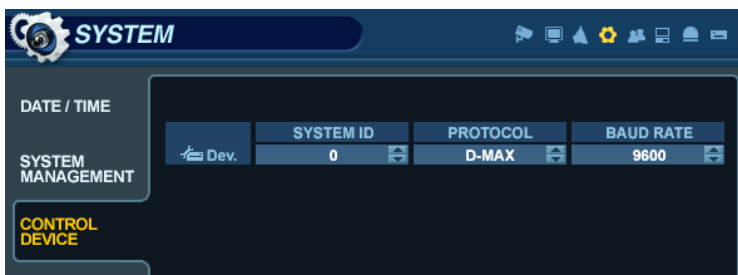 SYSTEM
DATE / TIME
SYSTEM
MANAGEMENT
CONTROL
DEVICE
SYSTEM ID PROTOCOL BAUD RATE
Dev. 0 D-MAX 9600